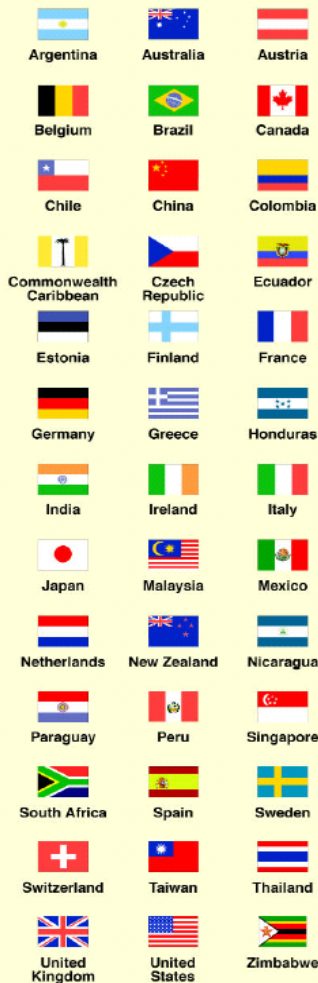 Argentina Australia Austria
Belgium Brazil Canada
Chile China Colombia
Commonwealth Caribbean Czech Republic Ecuador
Estonia Finland France
Germany Greece Honduras
India Ireland Italy
Japan Malaysia Mexico
Netherlands New Zealand Nicaragua
Paraguay Peru Singapore
South Africa Spain Sweden
Switzerland Taiwan Thailand
United Kingdom United States Zimbabwe